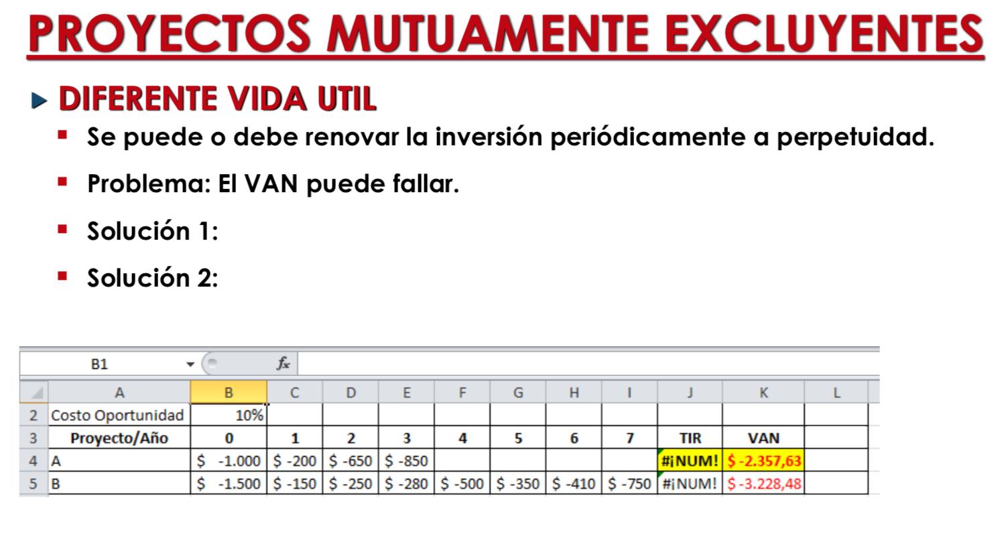 PROYECTOS MUTUAMENTE EXCLUYENTES
DIFERENTE VIDA UTIL
Se puede o debe renovar la inversión periódicamente a perpetuidad.
Problema: El VAN puede fallar.
Solución 1:
Solución 2:
B1 fx
A B C D E F G H I J K L
2 Costo Oportunidad 10%
3 Proyecto/Año 0 1 2 3 4 5 6 7 TIR VAN
4 A $ -1.000 $ -200 $ -650 $ -850 #¡NUM! $ -2.357,63
5 B $ -1.500 $ -150 $ -250 $ -280 $ -500 $ -350 $ -410 $ -750 #¡NUM! $ -3.228,48